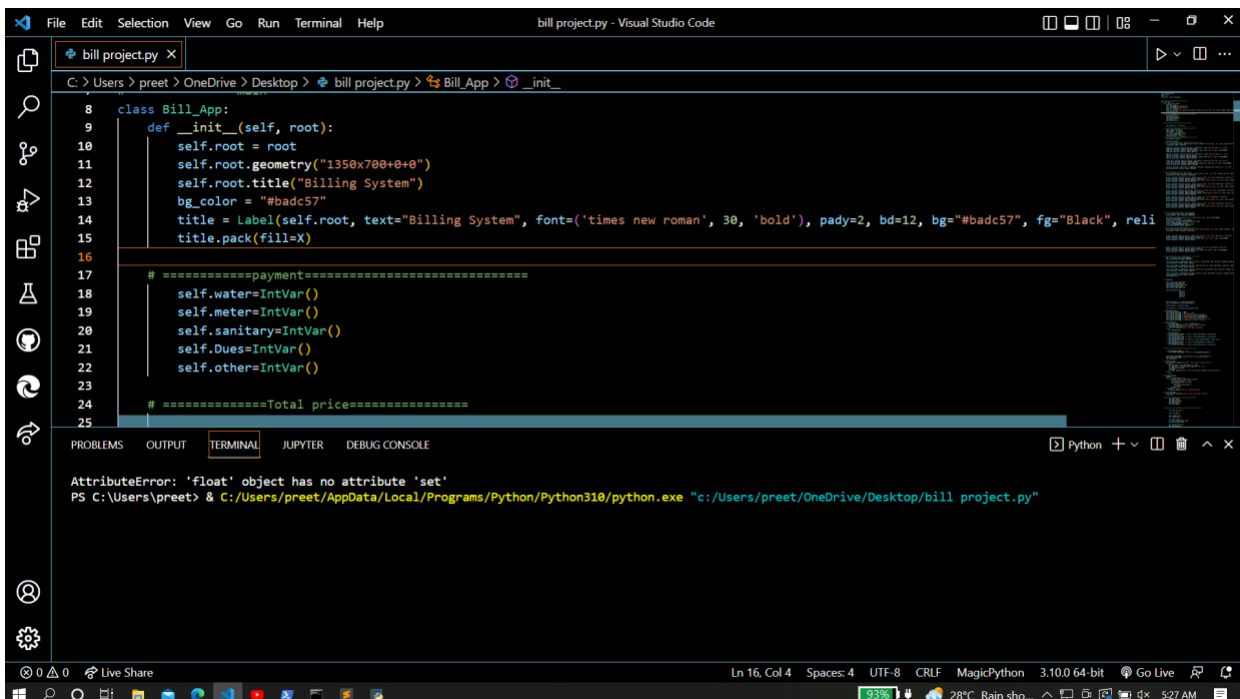 File Edit Selection View Go Run Terminal Help bill project.py - Visual Studio Code
bill project.py
C: > Users > preet > OneDrive > Desktop > bill project.py > Bill_App > __init__
8 class Bill_App:
9 def __init__(self, root):
10 self.root = root
11 self.root.geometry("1350x700+0+0")
12 self.root.title("Billing System")
13 bg_color = "#badc57"
14 title = Label(self.root, text="Billing System", font=('times new roman', 30, 'bold'), pady=2, bd=12, bg="#badc57", fg="Black", reli
15 title.pack(fill=X)
16
17 # ============payment==============================
18 self.water=IntVar()
19 self.meter=IntVar()
20 self.sanitary=IntVar()
21 self.Dues=IntVar()
22 self.other=IntVar()
23
24 # ==============Total price================
25
PROBLEMS OUTPUT TERMINAL JUPYTER DEBUG CONSOLE Python
AttributeError: 'float' object has no attribute 'set'
PS C:\Users\preet> & C:/Users/preet/AppData/Local/Programs/Python/Python310/python.exe "c:/Users/preet/OneDrive/Desktop/bill project.py"
0 0 Live Share Ln 16, Col 4 Spaces: 4 UTF-8 CRLF MagicPython 3.10.0 64-bit Go Live
93% 28°C Rain sho... 5:27 AM